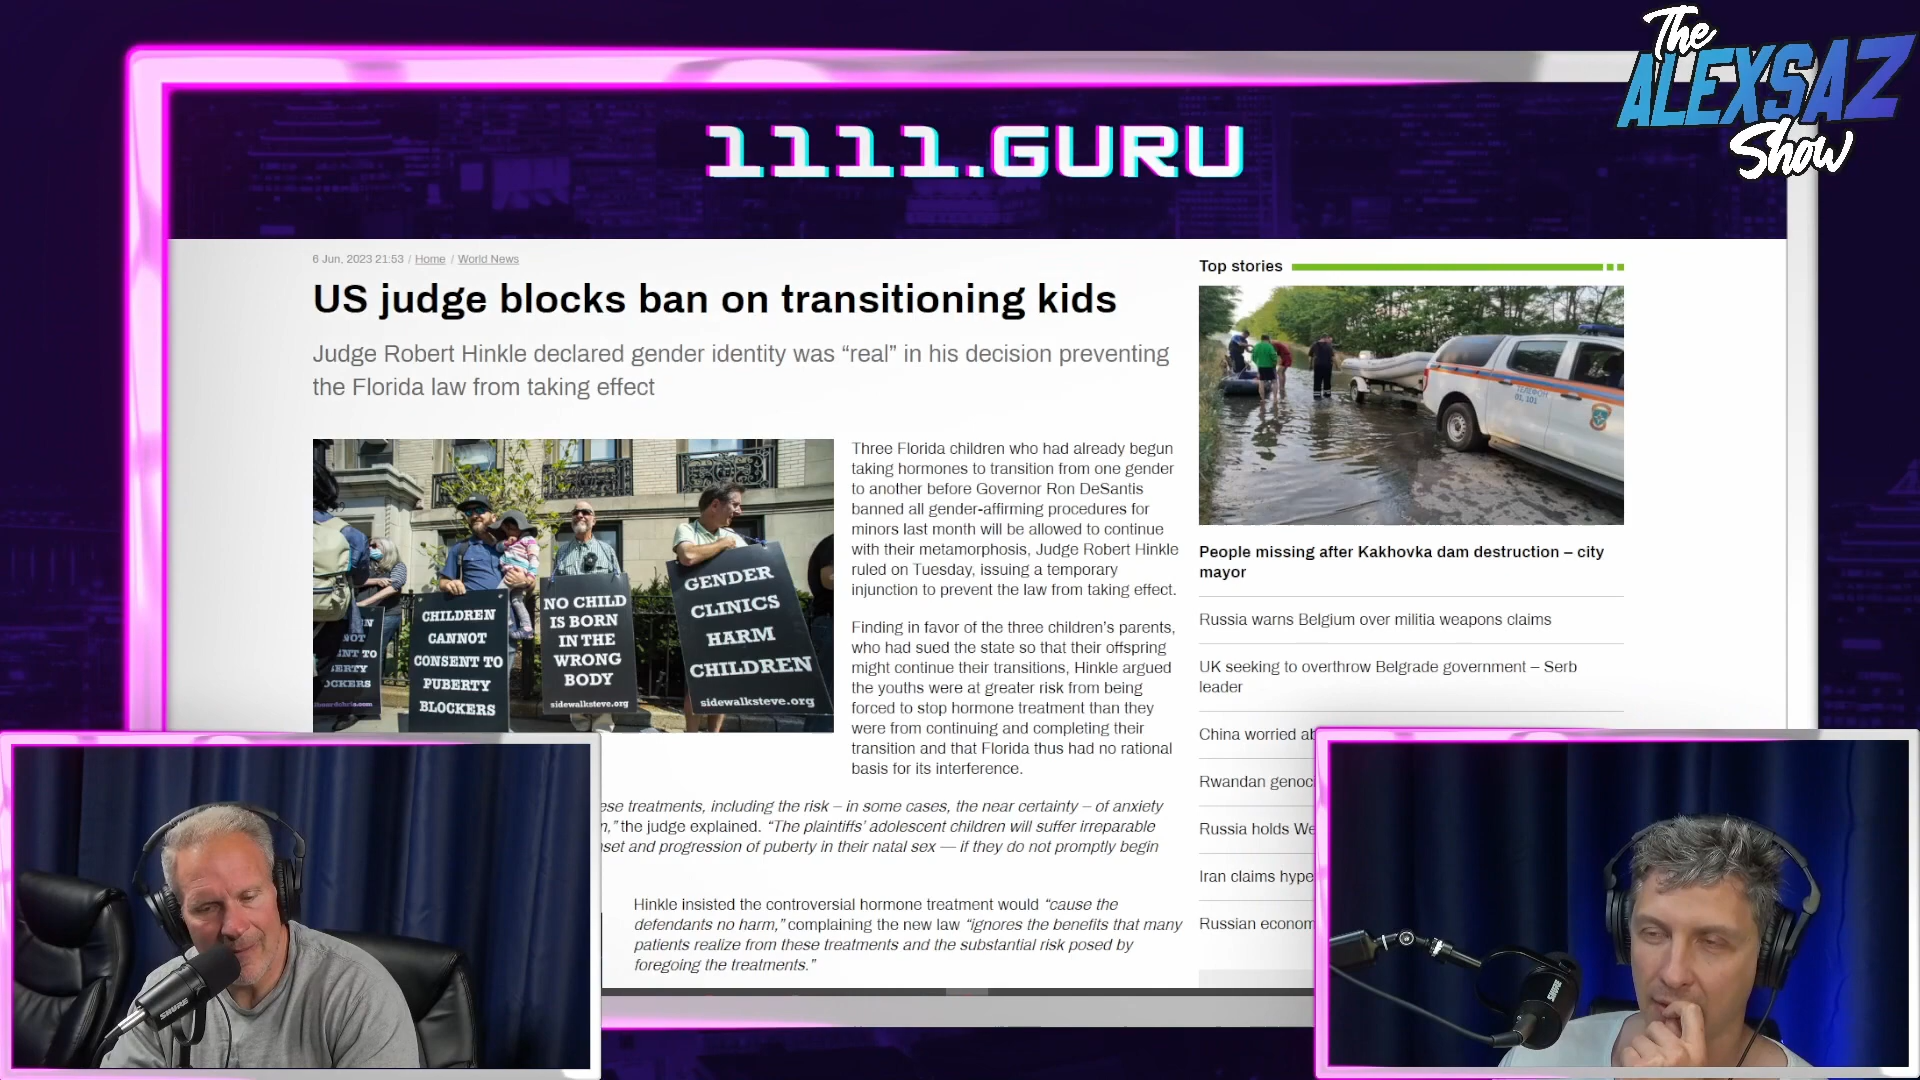 The
ALEXSAZ
Show
1111.GURU
6 Jun, 2023 21:53 / Home / World News
US judge blocks ban on transitioning kids
Judge Robert Hinkle declared gender identity was “real” in his decision preventing
the Florida law from taking effect
CHILDREN
CANNOT
CONSENT TO
PUBERTY
BLOCKERS
NO CHILD
IS BORN
IN THE
WRONG
BODY
sidewalksteve.org
GENDER
CLINICS
HARM
CHILDREN
sidewalksteve.org
Three Florida children who had already begun
taking hormones to transition from one gender
to another before Governor Ron DeSantis
banned all gender-affirming procedures for
minors last month will be allowed to continue
with their metamorphosis, Judge Robert Hinkle
ruled on Tuesday, issuing a temporary
injunction to prevent the law from taking effect.
Finding in favor of the three children’s parents,
who had sued the state so that their offspring
might continue their transitions, Hinkle argued
the youths were at greater risk from being
forced to stop hormone treatment than they
were from continuing and completing their
transition and that Florida thus had no rational
basis for its interference.
ese treatments, including the risk – in some cases, the near certainty – of anxiety
n,” the judge explained. “The plaintiffs’ adolescent children will suffer irreparable
set and progression of puberty in their natal sex — if they do not promptly begin
Hinkle insisted the controversial hormone treatment would “cause the
defendants no harm,” complaining the new law “ignores the benefits that many
patients realize from these treatments and the substantial risk posed by
foregoing the treatments.”
Top stories
01, 101
People missing after Kakhovka dam destruction – city
mayor
Russia warns Belgium over militia weapons claims
UK seeking to overthrow Belgrade government – Serb
leader
China worried ab
Rwandan genoc
Russia holds We
Iran claims hype
Russian econom
SHURE
SHURE